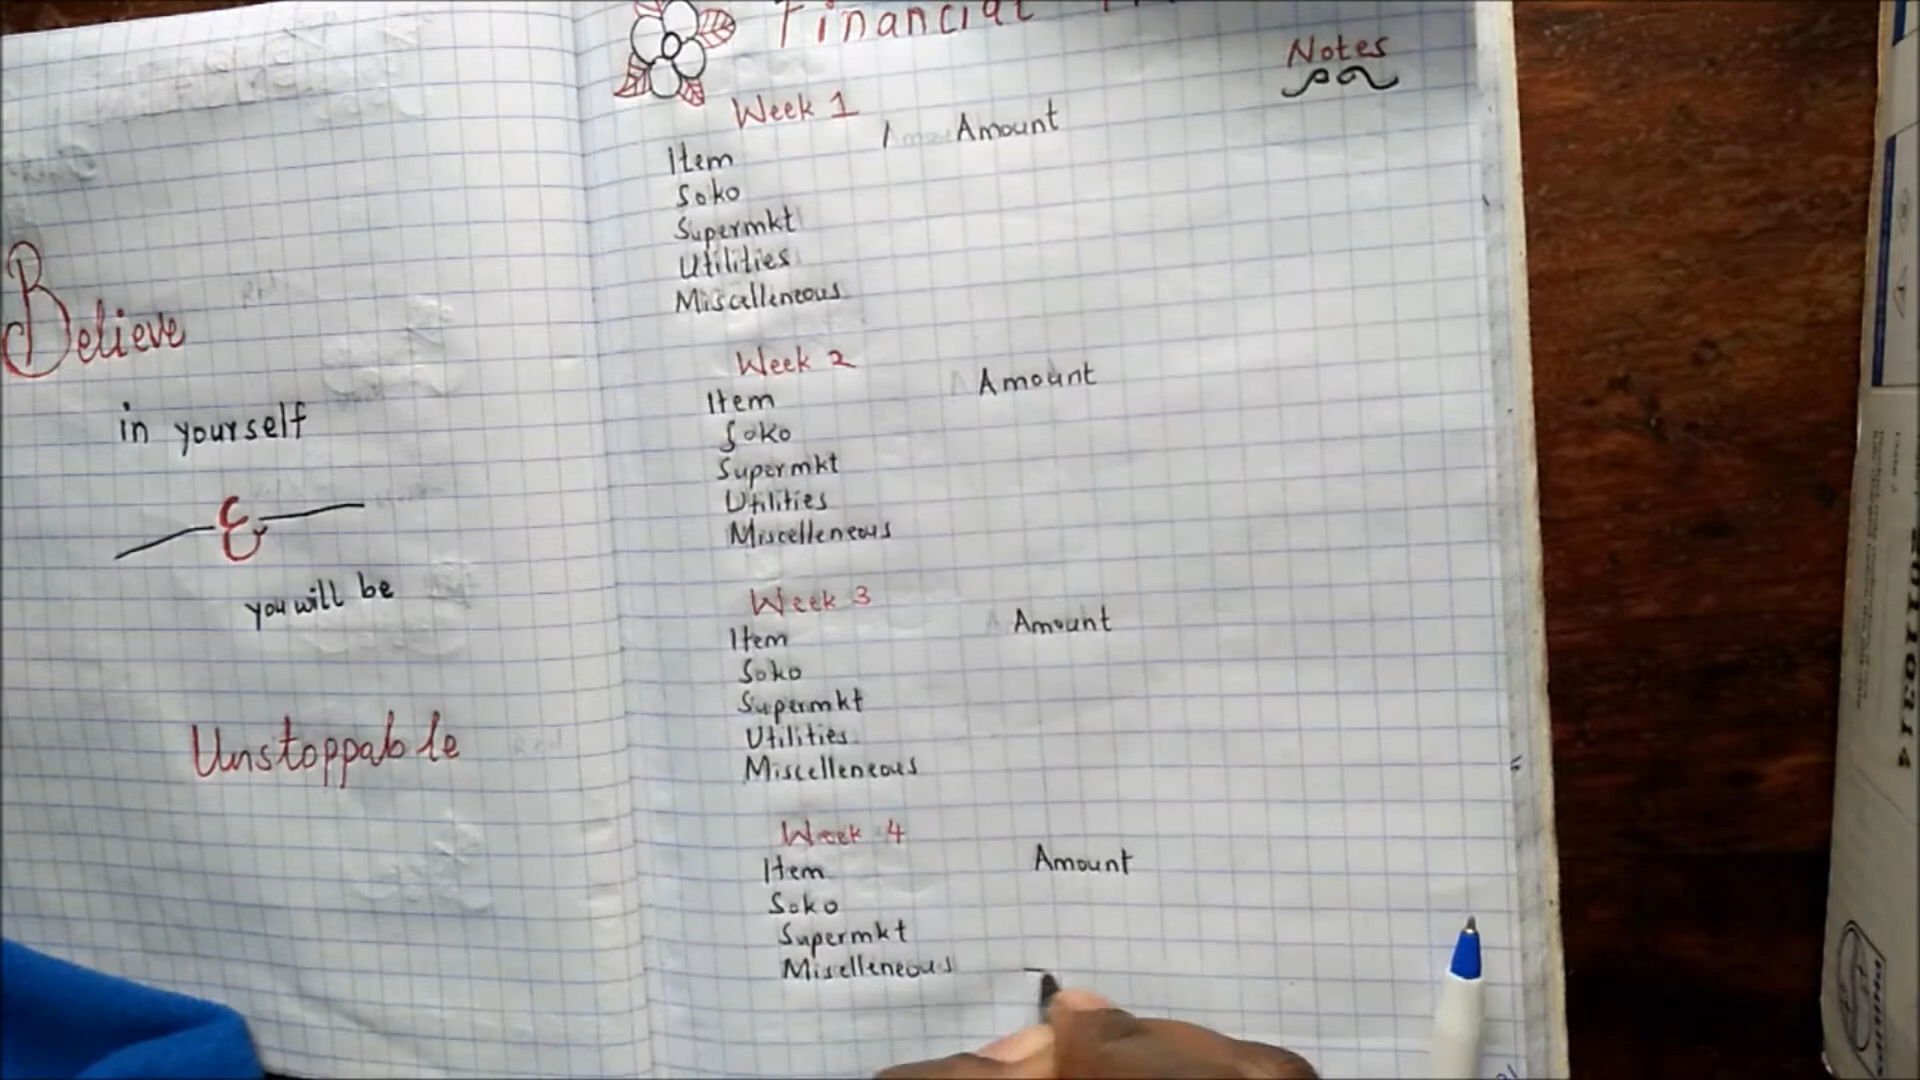 Believe
in yourself
&
you will be
Unstoppable
Financial
Notes
Week 1
Item Amount
Soko
Supermkt
Utilities
Miscelleneous
Week 2
Item Amount
Soko
Supermkt
Utilities
Miscelleneous
Week 3
Item Amount
Soko
Supermkt
Utilities
Miscelleneous
Week 4
Item Amount
Soko
Supermkt
Miscelleneous